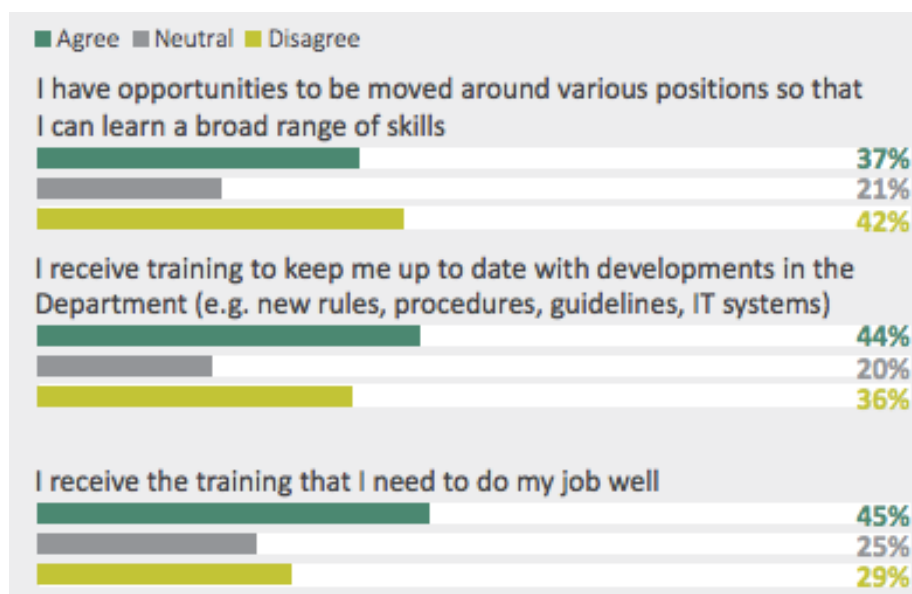 Agree Neutral Disagree
I have opportunities to be moved around various positions so that
I can learn a broad range of skills
37%
21%
42%
I receive training to keep me up to date with developments in the
Department (e.g. new rules, procedures, guidelines, IT systems)
44%
20%
36%
I receive the training that I need to do my job well
45%
25%
29%